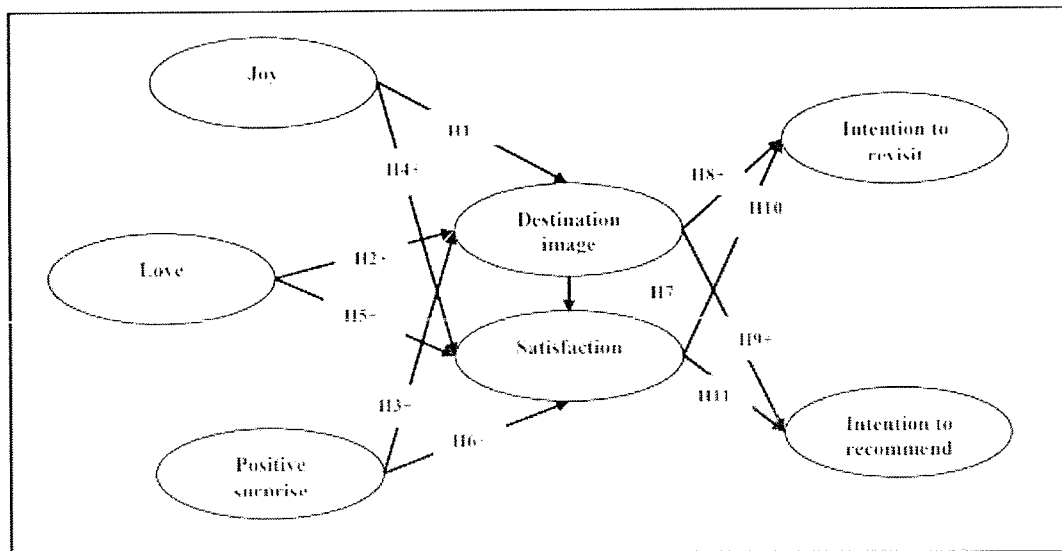 Joy
H1
Intention to
revisit
H4+
H8+
H10
Destination
image
Love
H2+
H7
H5+
Satisfaction
H9+
H3+
H11
H6+
Intention to
recommend
Positive
surprise